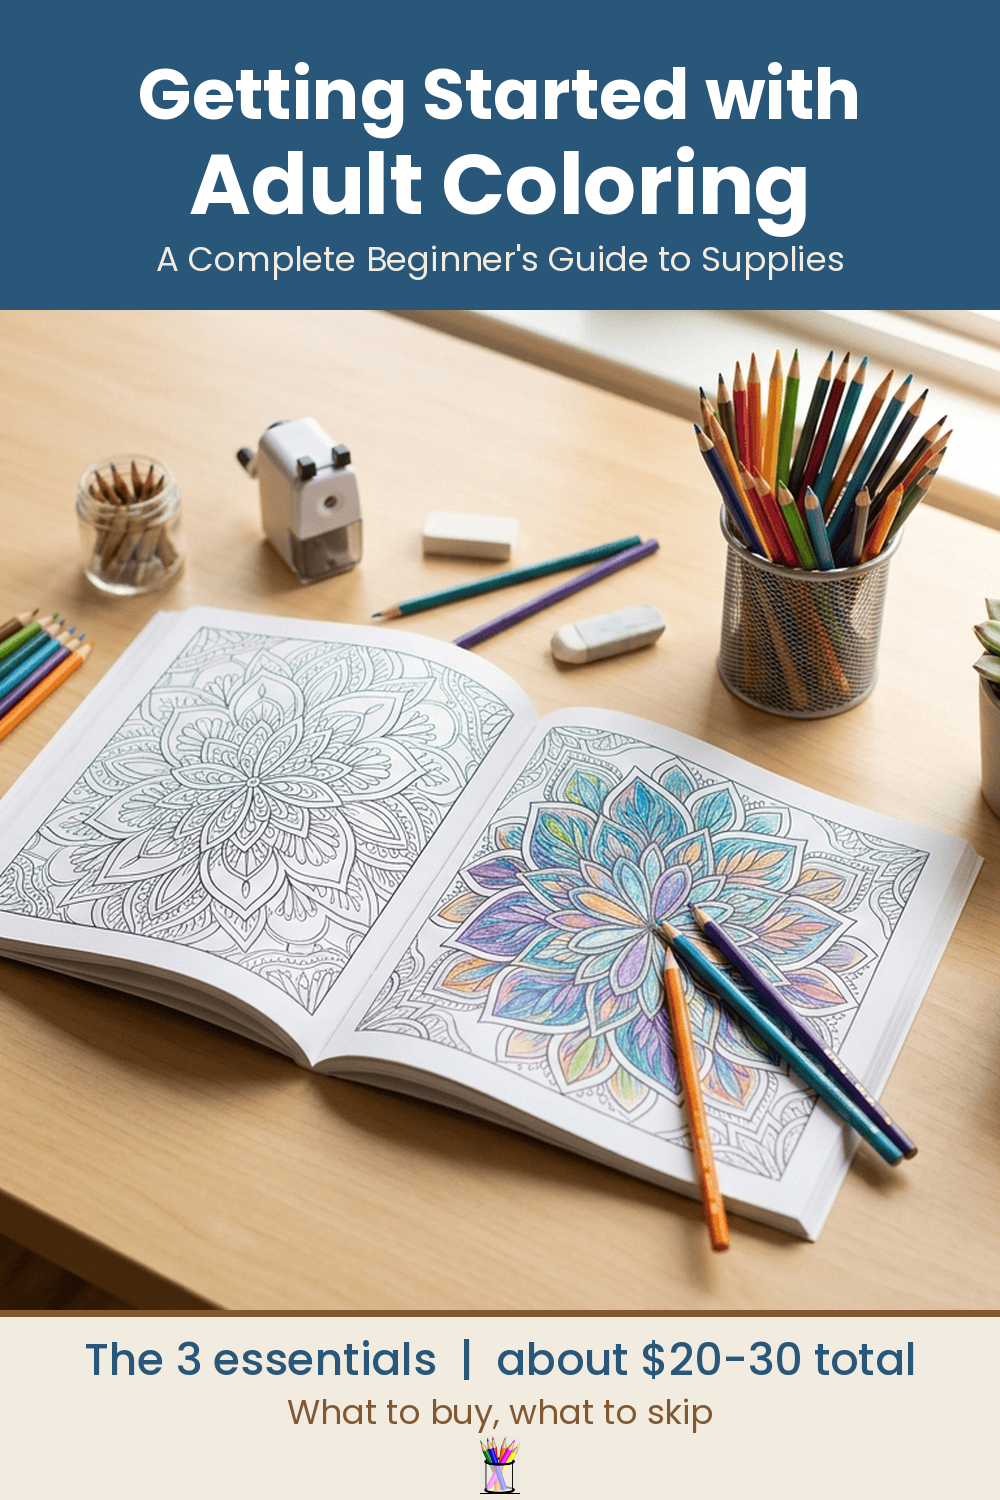 Getting Started with
Adult Coloring
A Complete Beginner's Guide to Supplies
The 3 essentials | about $20-30 total
What to buy, what to skip